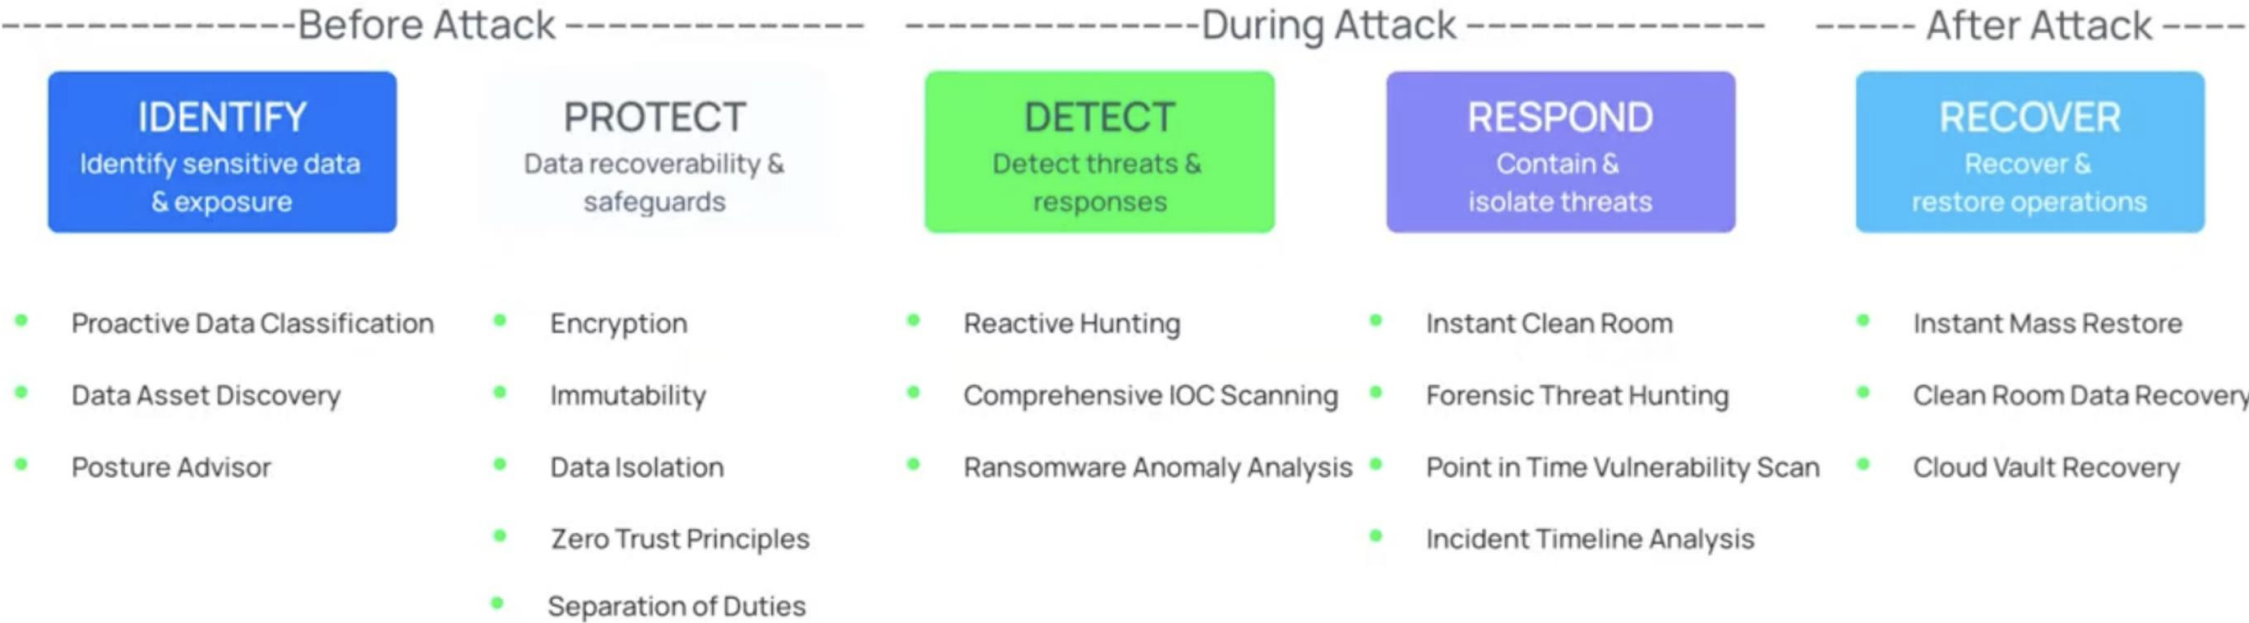 Before Attack
During Attack
After Attack
IDENTIFY
Identify sensitive data
& exposure
PROTECT
Data recoverability &
safeguards
DETECT
Detect threats &
responses
RESPOND
Contain &
isolate threats
RECOVER
Recover &
restore operations
Proactive Data Classification
Data Asset Discovery
Posture Advisor
Encryption
Immutability
Data Isolation
Zero Trust Principles
Separation of Duties
Reactive Hunting
Comprehensive IOC Scanning
Ransomware Anomaly Analysis
Instant Clean Room
Forensic Threat Hunting
Point in Time Vulnerability Scan
Incident Timeline Analysis
Instant Mass Restore
Clean Room Data Recovery
Cloud Vault Recovery